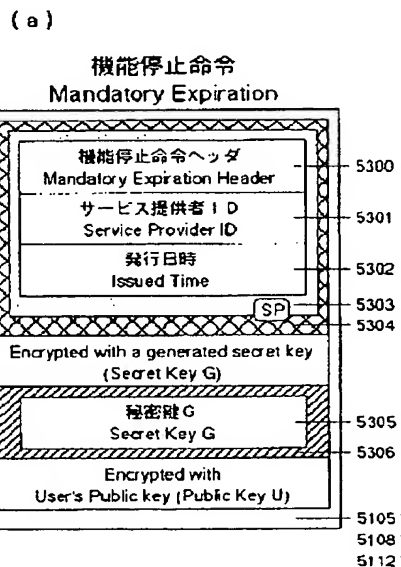 (a)
機能停止命令
Mandatory Expiration
機能停止命令ヘッダ
Mandatory Expiration Header
5300
サービス提供者ID
Service Provider ID
5301
発行日時
Issued Time
5302
SP
5303
5304
Encrypted with a generated secret key
(Secret Key G)
秘密鍵G
Secret Key G
5305
5306
Encrypted with
User's Public key (Public Key U)
5105
5108
5112